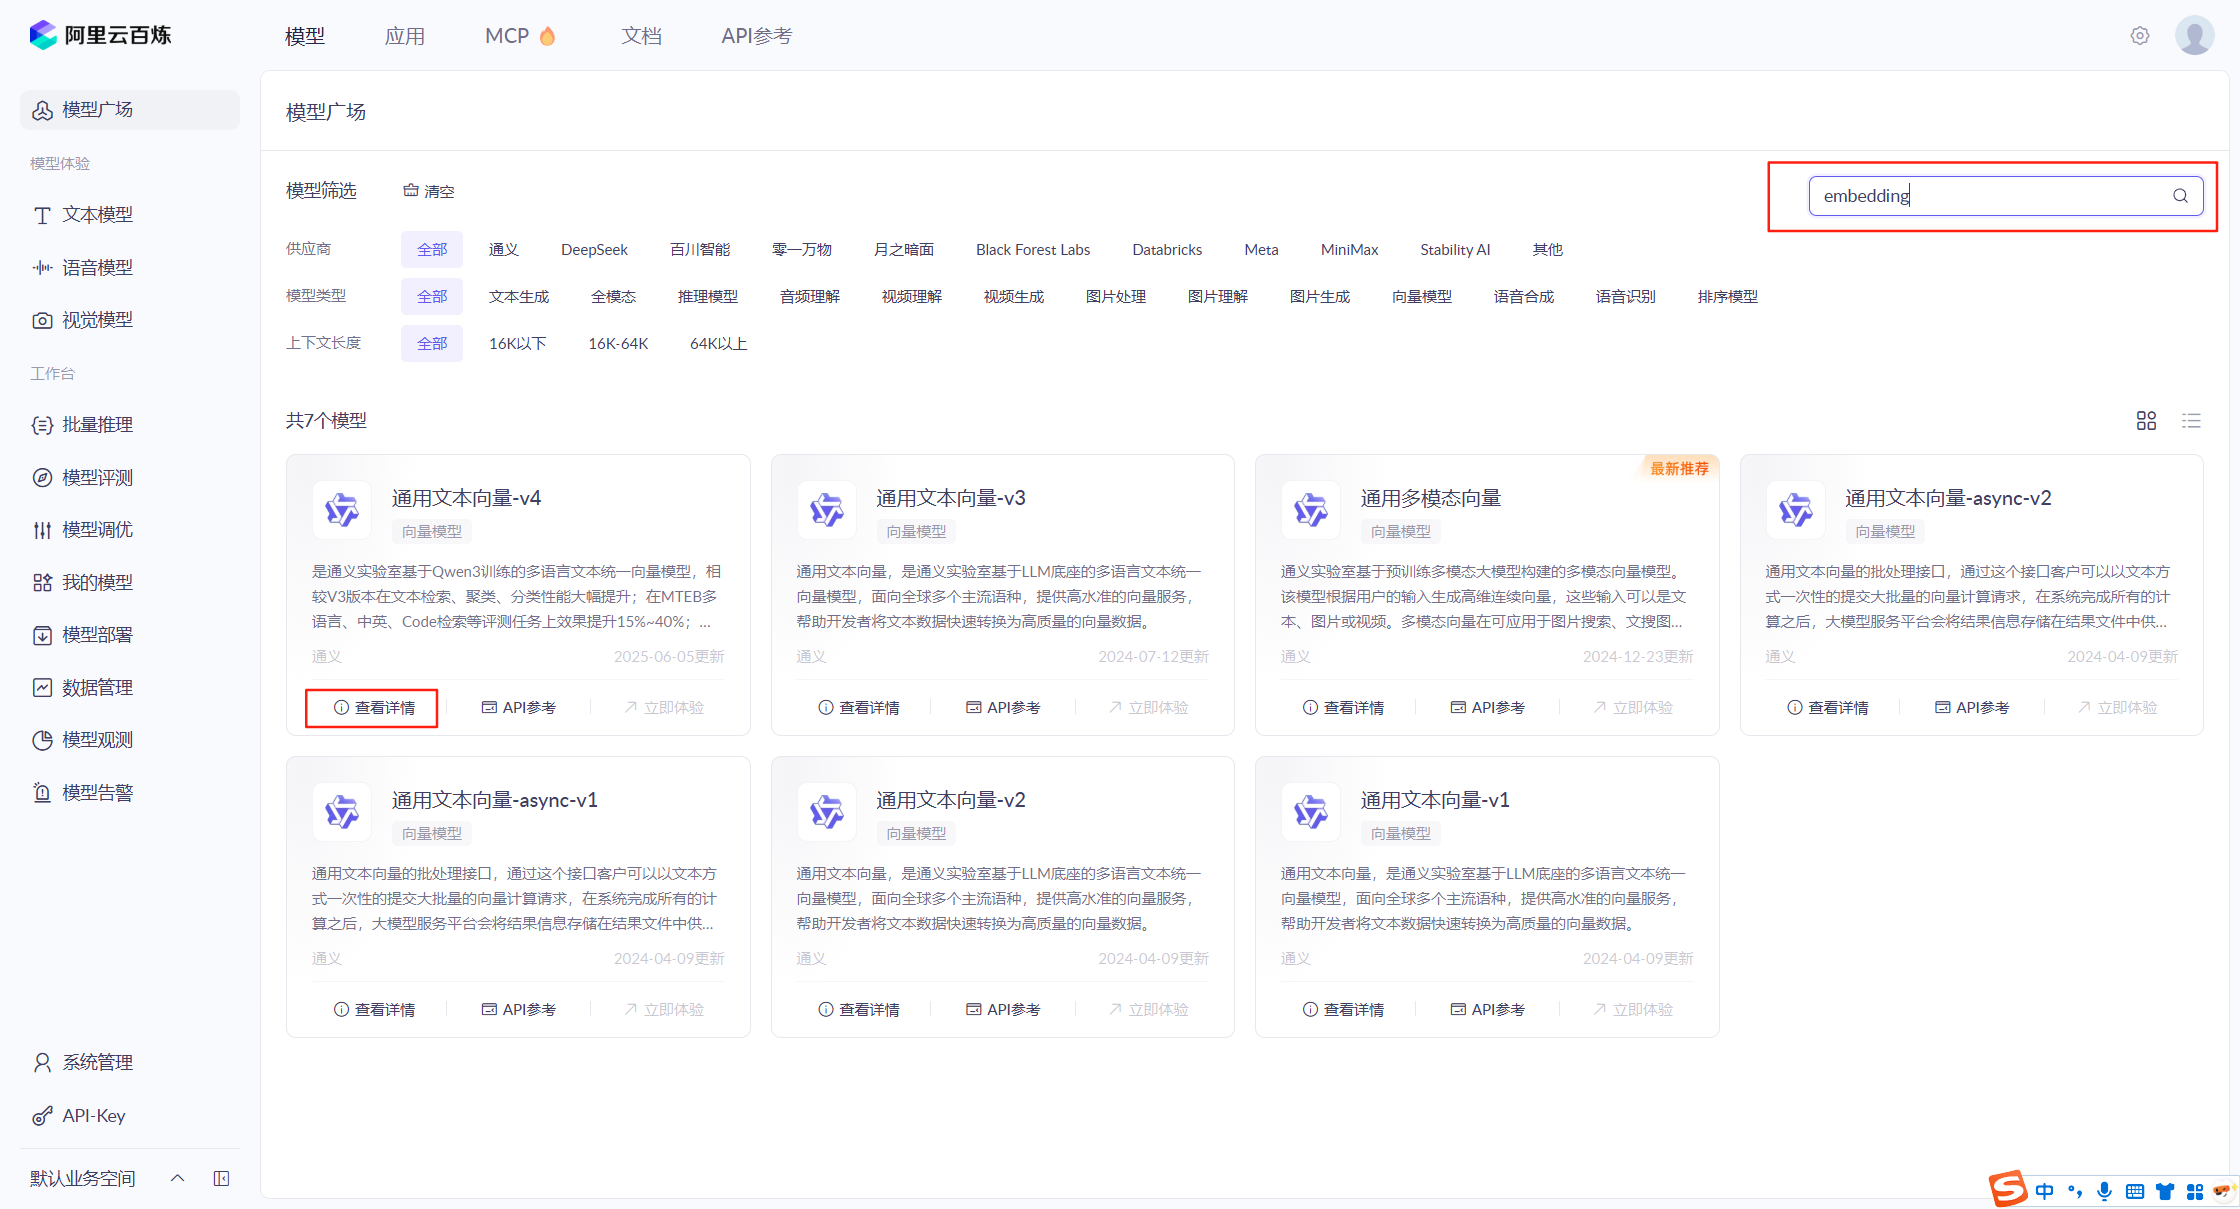 阿里云百炼
模型
应用
MCP
文档
API参考
模型广场
模型体验
文本模型
语音模型
视觉模型
工作台
批量推理
模型评测
模型调优
我的模型
模型部署
数据管理
模型观测
模型告警
系统管理
API-Key
默认业务空间
模型广场
模型筛选 清空
embedding
供应商 全部 通义 DeepSeek 百川智能 零一万物 月之暗面 Black Forest Labs Databricks Meta MiniMax Stability AI 其他
模型类型 全部 文本生成 全模态 推理模型 音频理解 视频理解 视频生成 图片处理 图片理解 图片生成 向量模型 语音合成 语音识别 排序模型
上下文长度 全部 16K以下 16K-64K 64K以上
共7个模型
通用文本向量-v4
向量模型
是通义实验室基于Qwen3训练的多语言文本统一向量模型，相
较V3版本在文本检索、聚类、分类性能大幅提升；在MTEB多
语言、中英、Code检索等评测任务上效果提升15%~40%；...
通义 2025-06-05更新
查看详情 API参考 立即体验
通用文本向量-v3
向量模型
通用文本向量，是通义实验室基于LLM底座的多语言文本统一
向量模型，面向全球多个主流语种，提供高水准的向量服务，
帮助开发者将文本数据快速转换为高质量的向量数据。
通义 2024-07-12更新
查看详情 API参考 立即体验
最新推荐
通用多模态向量
向量模型
通义实验室基于预训练多模态大模型构建的多模态向量模型。
该模型根据用户的输入生成高维连续向量，这些输入可以是文
本、图片或视频。多模态向量在可应用于图片搜索、文搜图...
通义 2024-12-23更新
查看详情 API参考 立即体验
通用文本向量-async-v2
向量模型
通用文本向量的批处理接口，通过这个接口客户可以以文本方
式一次性的提交大批量的向量计算请求，在系统完成所有的计
算之后，大模型服务平台会将结果信息存储在结果文件中供...
通义 2024-04-09更新
查看详情 API参考 立即体验
通用文本向量-async-v1
向量模型
通用文本向量的批处理接口，通过这个接口客户可以以文本方
式一次性的提交大批量的向量计算请求，在系统完成所有的计
算之后，大模型服务平台会将结果信息存储在结果文件中供...
通义 2024-04-09更新
查看详情 API参考 立即体验
通用文本向量-v2
向量模型
通用文本向量，是通义实验室基于LLM底座的多语言文本统一
向量模型，面向全球多个主流语种，提供高水准的向量服务，
帮助开发者将文本数据快速转换为高质量的向量数据。
通义 2024-04-09更新
查看详情 API参考 立即体验
通用文本向量-v1
向量模型
通用文本向量，是通义实验室基于LLM底座的多语言文本统一
向量模型，面向全球多个主流语种，提供高水准的向量服务，
帮助开发者将文本数据快速转换为高质量的向量数据。
通义 2024-04-09更新
查看详情 API参考 立即体验
中